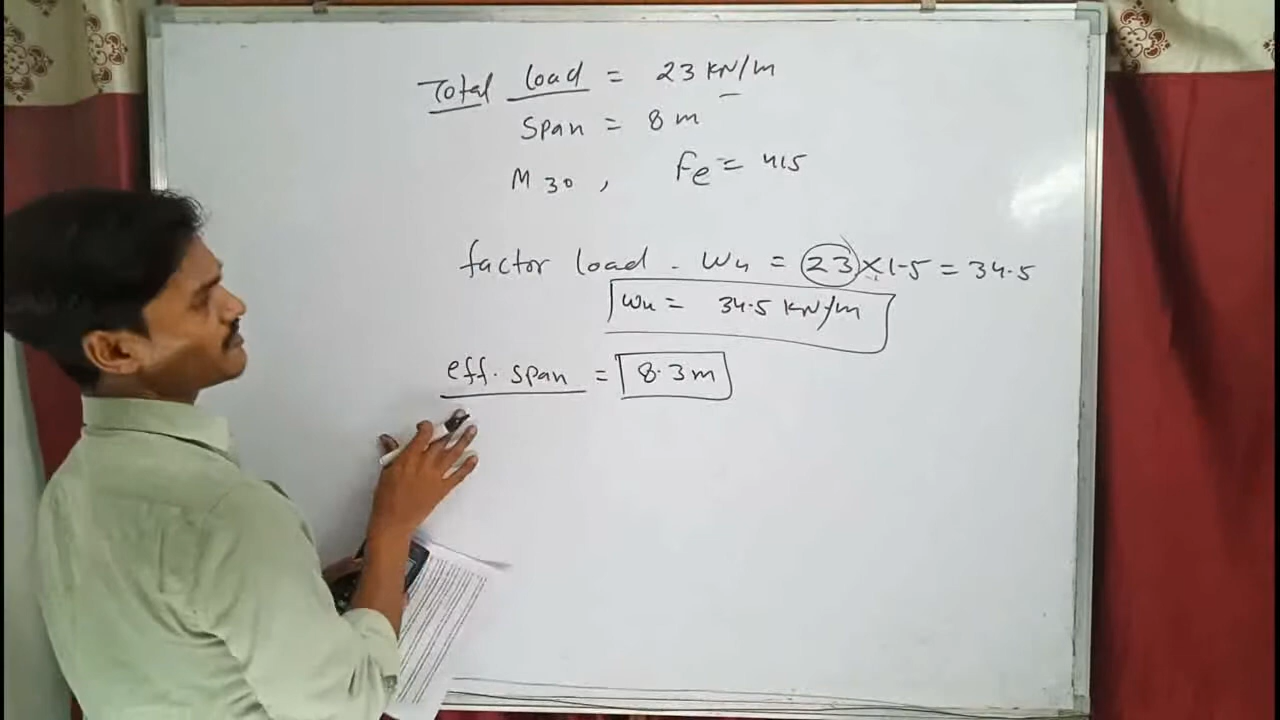 Total load = 23 KN/m
Span = 8 m
M 30 , Fe = 415
factor load - Wu = 23 × 1.5 = 34.5
Wu = 34.5 KN/m
eff. span = 8.3 m